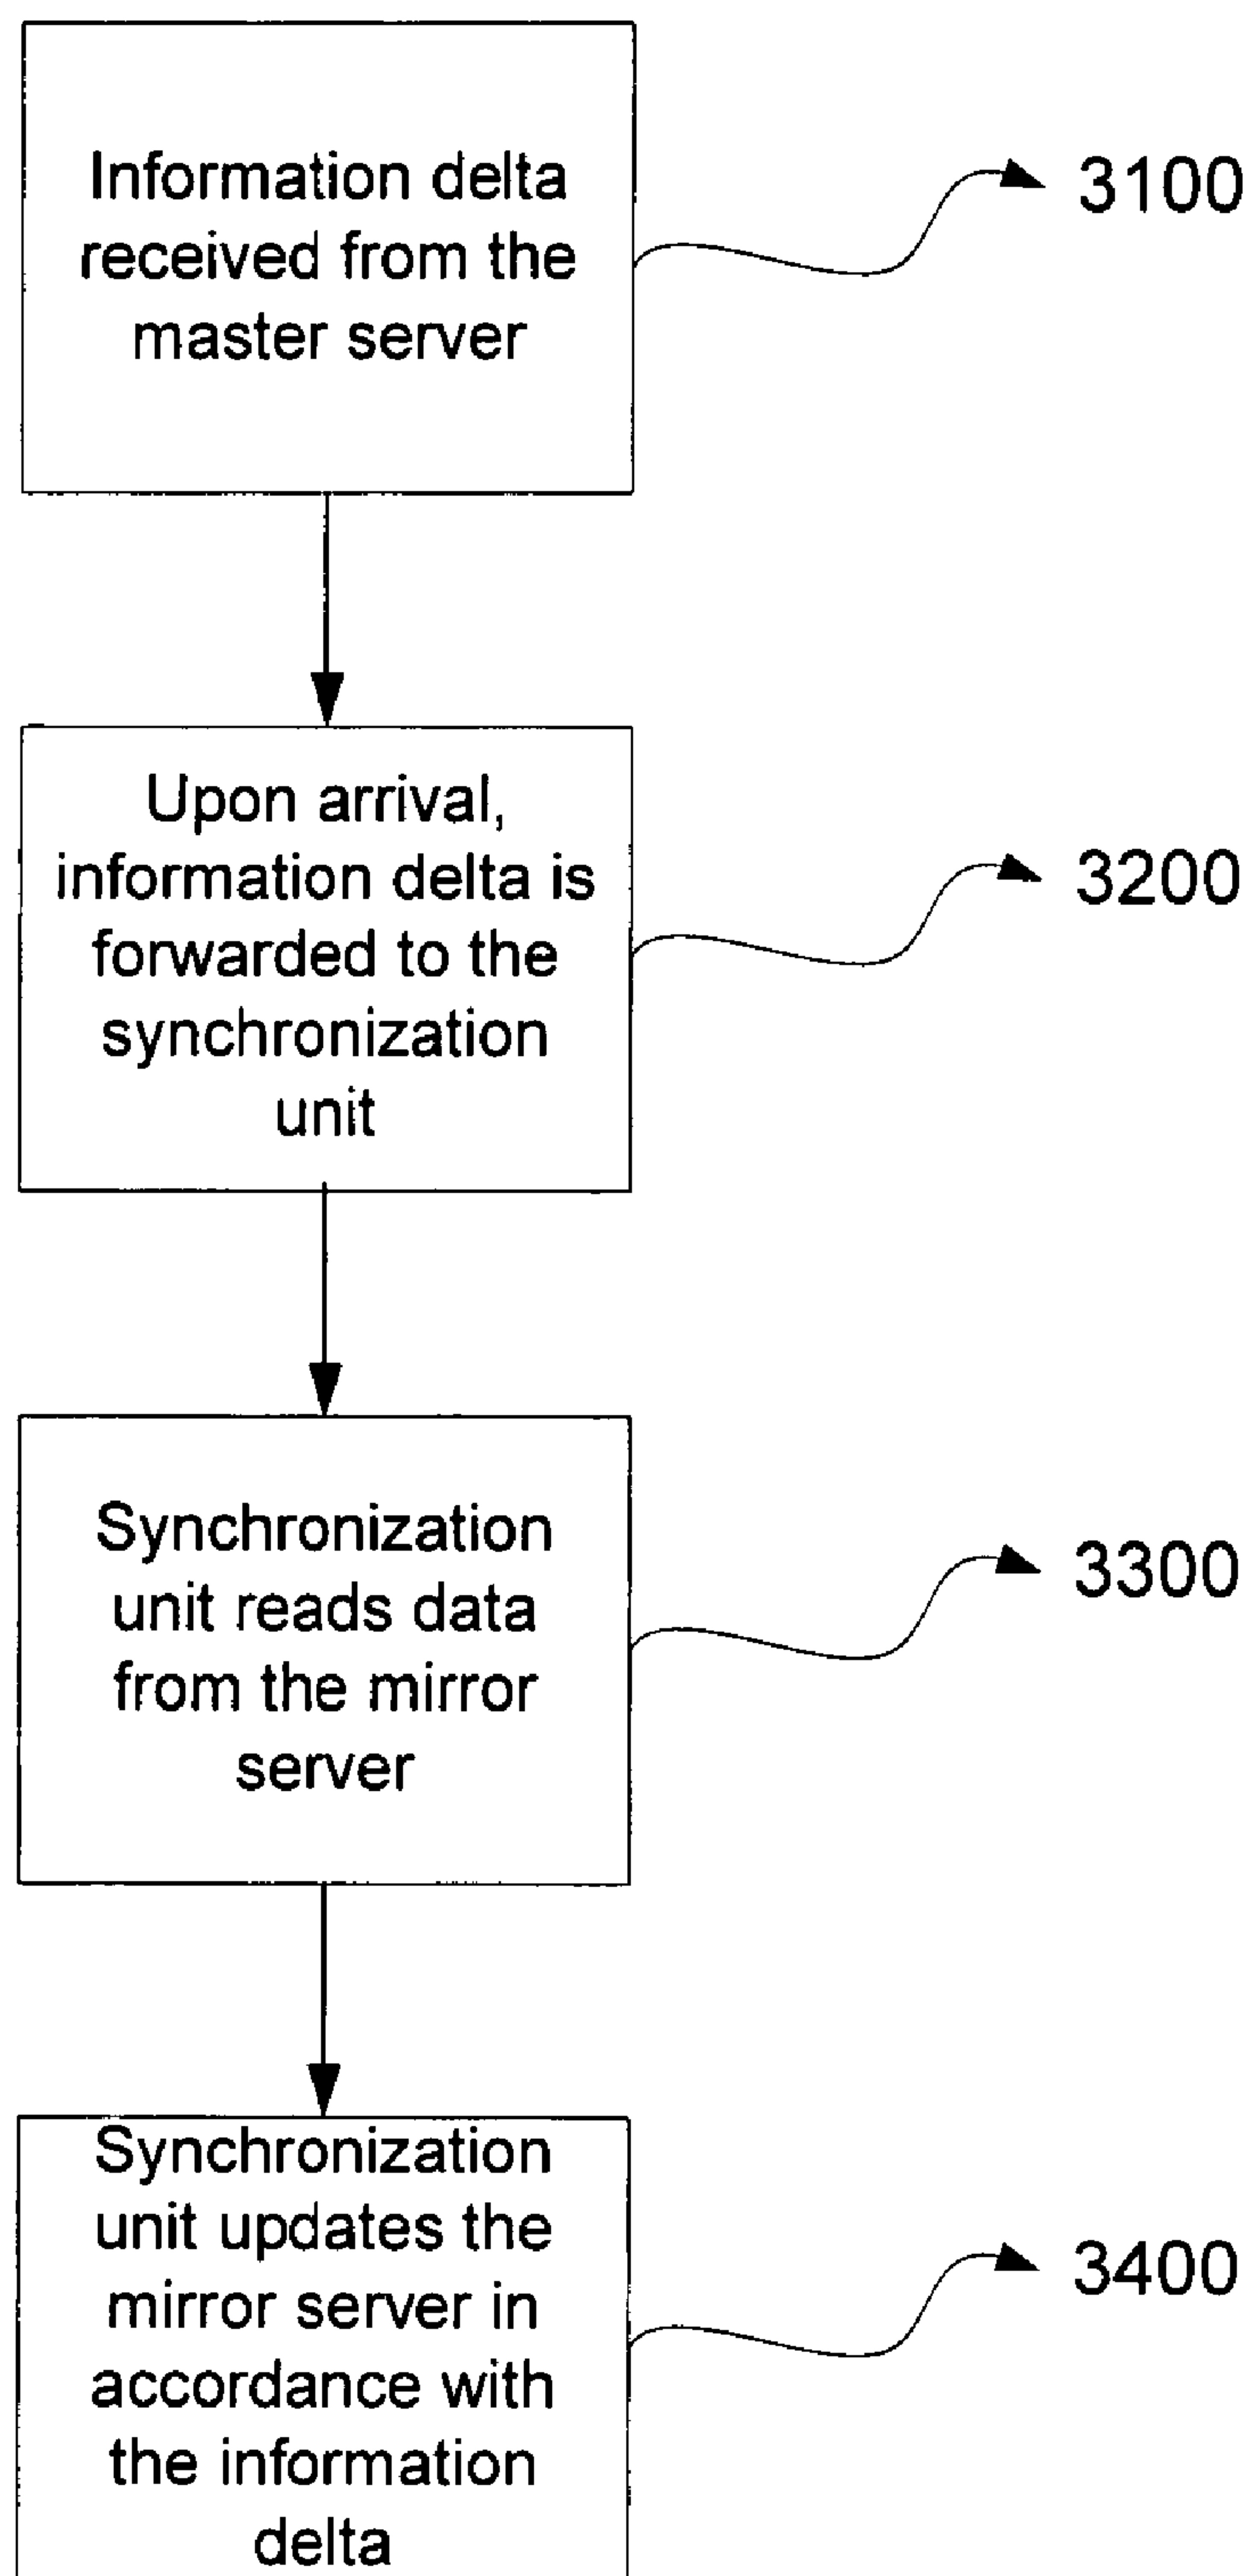 Information delta
received from the
master server
3100
Upon arrival,
information delta is
forwarded to the
synchronization
unit
3200
Synchronization
unit reads data
from the mirror
server
3300
Synchronization
unit updates the
mirror server in
accordance with
the information
delta
3400